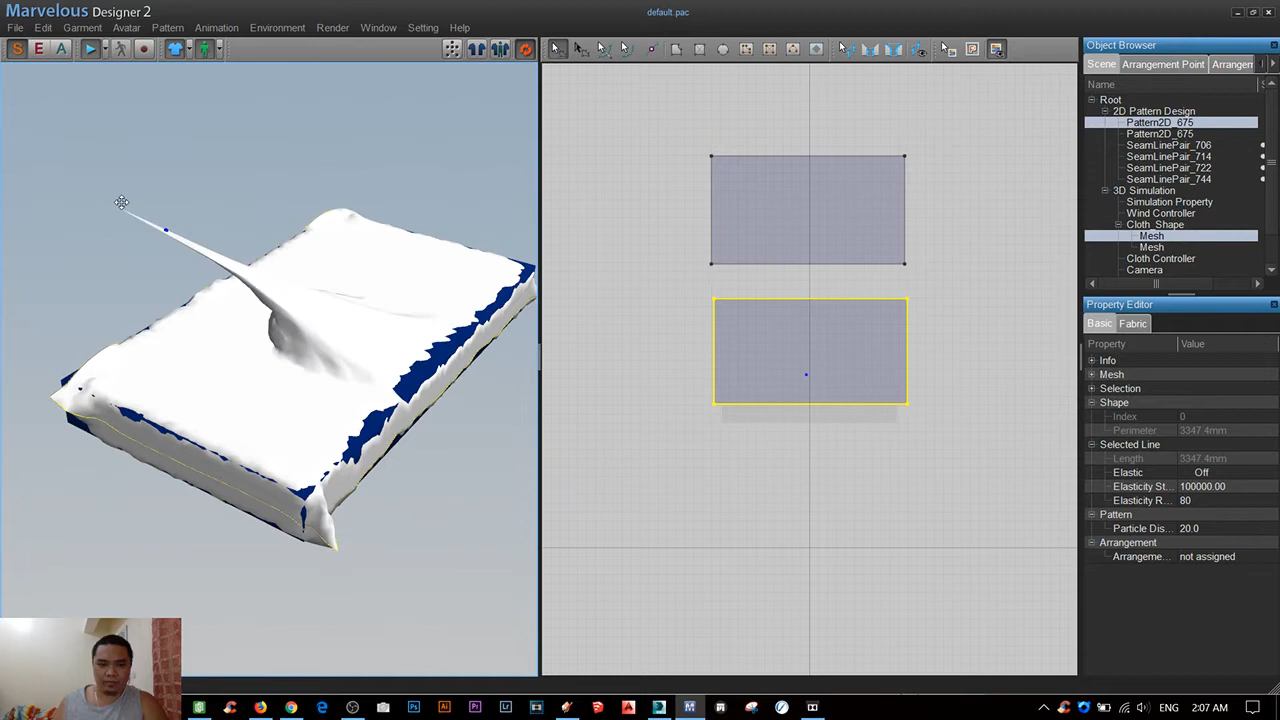 Marvelous Designer 2
default.pac
File Edit Garment Avatar Pattern Animation Environment Render Window Setting Help
S E A
Object Browser
Scene Arrangement Point Arrangen
Name S
Root
2D Pattern Design
Pattern2D_675
Pattern2D_675
SeamLinePair_706
SeamLinePair_714
SeamLinePair_722
SeamLinePair_744
3D Simulation
Simulation Property
Wind Controller
Cloth_Shape
Mesh
Mesh
Cloth Controller
Camera
Property Editor
Basic Fabric
Property Value
Info
Mesh
Selection
Shape
Index 0
Perimeter 3347.4mm
Selected Line
Length 3347.4mm
Elastic Off
Elasticity St... 100000.00
Elasticity R... 80
Pattern
Particle Dis... 20.0
Arrangement
Arrangeme... not assigned
Ps Ai Pr Lr M ENG 2:07 AM